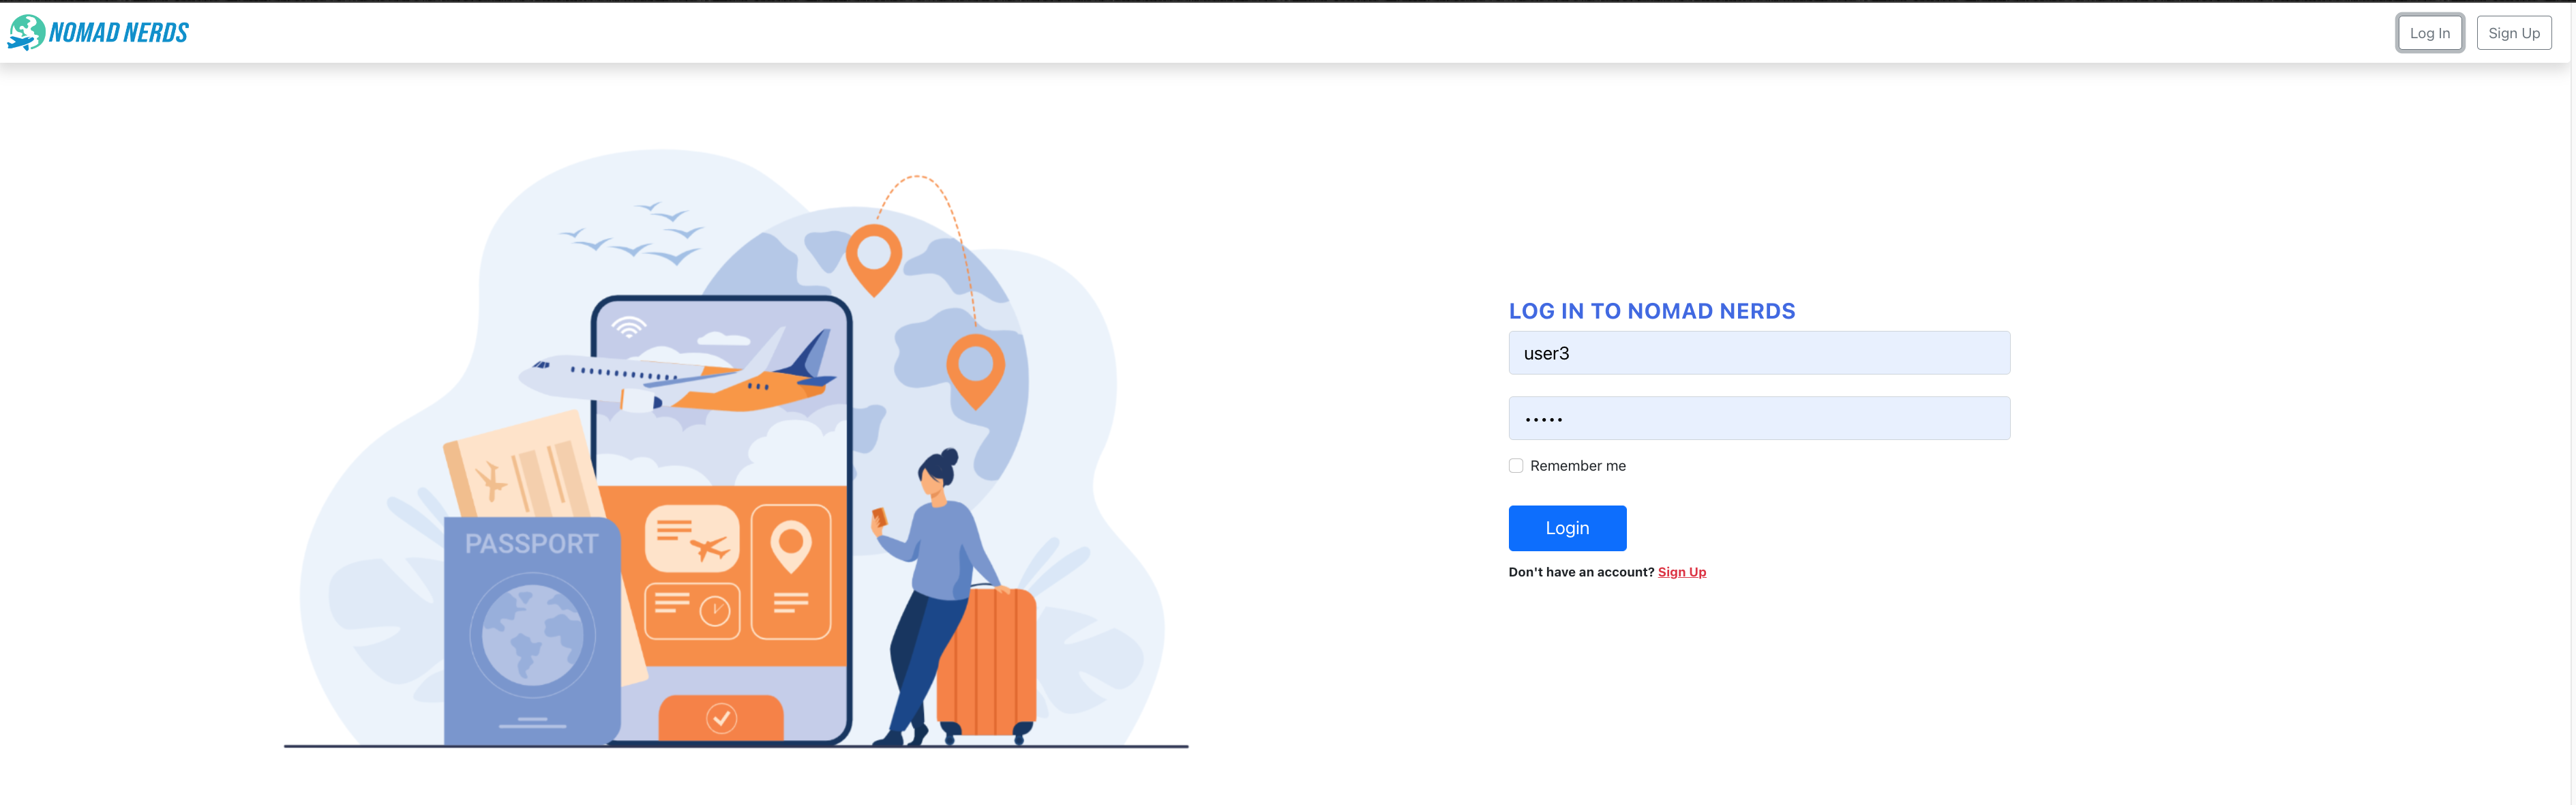 NOMAD NERDS
Log In
Sign Up
LOG IN TO NOMAD NERDS
user3
•••••
Remember me
Login
Don't have an account? Sign Up
PASSPORT